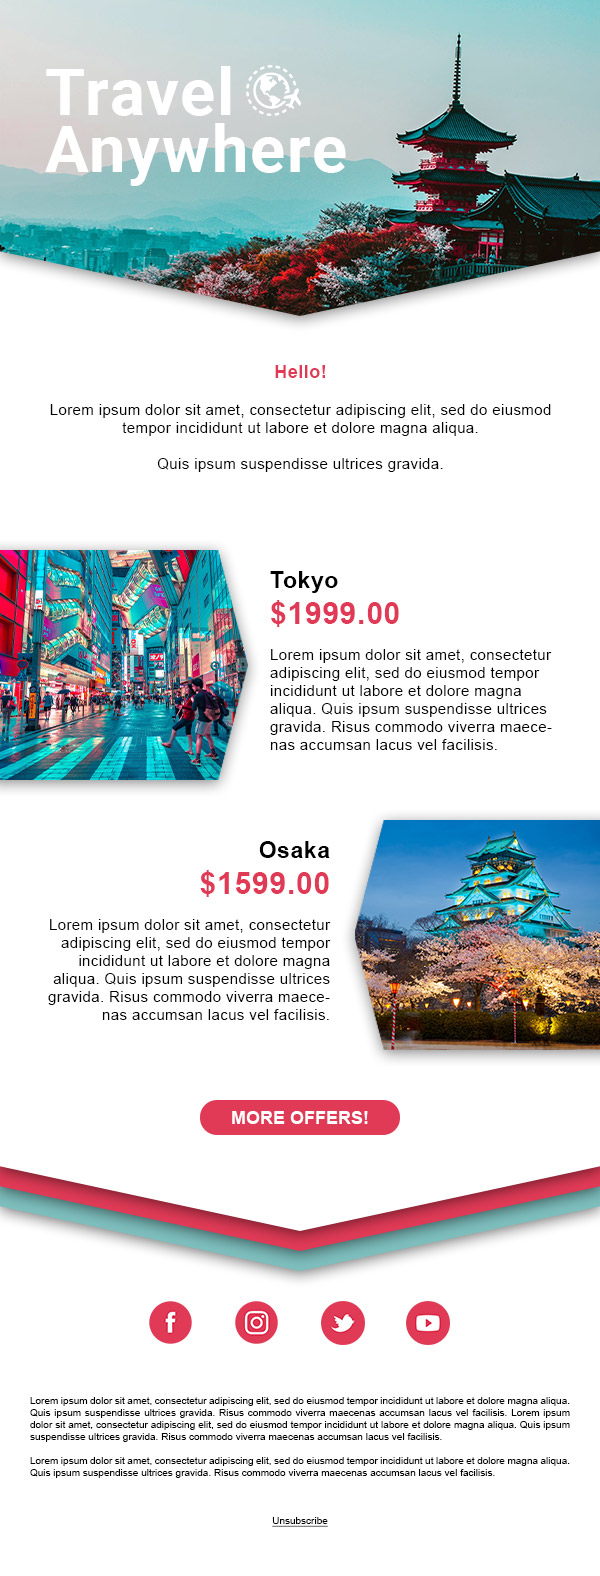 Travel
Anywhere
Hello!
Lorem ipsum dolor sit amet, consectetur adipiscing elit, sed do eiusmod
tempor incididunt ut labore et dolore magna aliqua.
Quis ipsum suspendisse ultrices gravida.
Tokyo
$1999.00
Lorem ipsum dolor sit amet, consectetur
adipiscing elit, sed do eiusmod tempor
incididunt ut labore et dolore magna
aliqua. Quis ipsum suspendisse ultrices
gravida. Risus commodo viverra maece-
nas accumsan lacus vel facilisis.
Osaka
$1599.00
Lorem ipsum dolor sit amet, consectetur
adipiscing elit, sed do eiusmod tempor
incididunt ut labore et dolore magna
aliqua. Quis ipsum suspendisse ultrices
gravida. Risus commodo viverra maece-
nas accumsan lacus vel facilisis.
MORE OFFERS!
Lorem ipsum dolor sit amet, consectetur adipiscing elit, sed do eiusmod tempor incididunt ut labore et dolore magna aliqua.
Quis ipsum suspendisse ultrices gravida. Risus commodo viverra maecenas accumsan lacus vel facilisis. Lorem ipsum
dolor sit amet, consectetur adipiscing elit, sed do eiusmod tempor incididunt ut labore et dolore magna aliqua. Quis ipsum
suspendisse ultrices gravida. Risus commodo viverra maecenas accumsan lacus vel facilisis.
Lorem ipsum dolor sit amet, consectetur adipiscing elit, sed do eiusmod tempor incididunt ut labore et dolore magna aliqua.
Quis ipsum suspendisse ultrices gravida. Risus commodo viverra maecenas accumsan lacus vel facilisis.
Unsubscribe